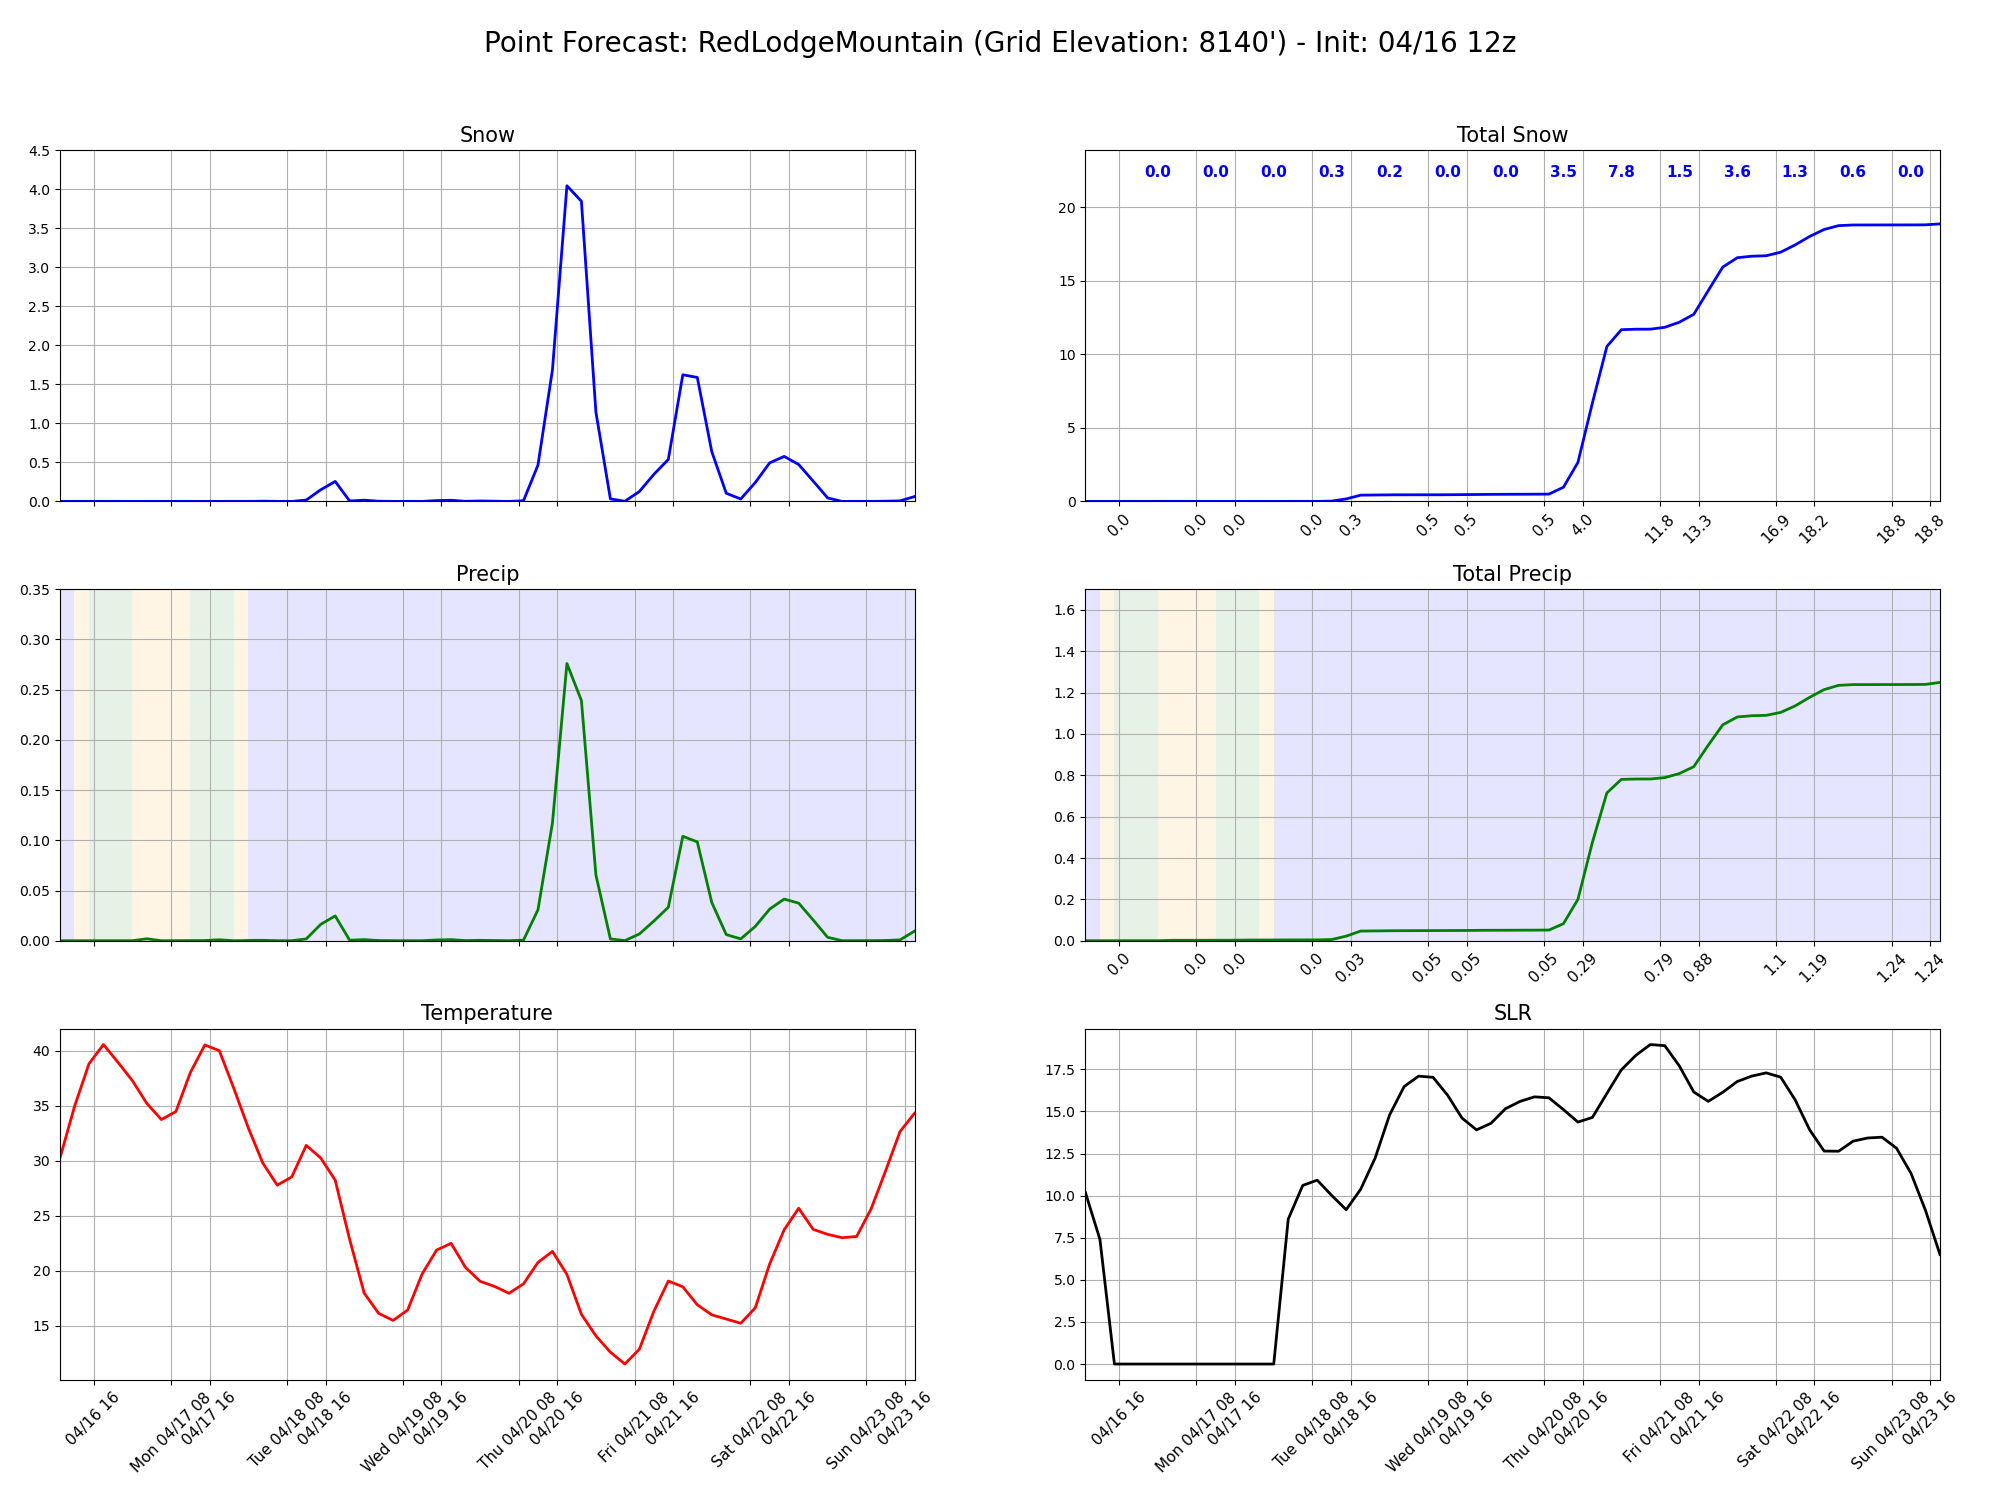 Point Forecast: RedLodgeMountain (Grid Elevation: 8140') - Init: 04/16 12z
Snow
4.5
4.0
3.5
3.0
2.5
2.0
1.5
1.0
0.5
0.0
Total Snow
0.0 0.0 0.0 0.3 0.2 0.0 0.0 3.5 7.8 1.5 3.6 1.3 0.6 0.0
20
15
10
5
0
0.0 0.0 0.0 0.0 0.3 0.5 0.5 0.5 4.0 11.8 13.3 16.9 18.2 18.8 18.8
Precip
0.35
0.30
0.25
0.20
0.15
0.10
0.05
0.00
Total Precip
1.6
1.4
1.2
1.0
0.8
0.6
0.4
0.2
0.0
0.0 0.0 0.0 0.0 0.03 0.05 0.05 0.05 0.29 0.79 0.88 1.1 1.19 1.24 1.24
Temperature
40
35
30
25
20
15
04/16 16
Mon 04/17 08
04/17 16
Tue 04/18 08
04/18 16
Wed 04/19 08
04/19 16
Thu 04/20 08
04/20 16
Fri 04/21 08
04/21 16
Sat 04/22 08
04/22 16
Sun 04/23 08
04/23 16
SLR
17.5
15.0
12.5
10.0
7.5
5.0
2.5
0.0
04/16 16
Mon 04/17 08
04/17 16
Tue 04/18 08
04/18 16
Wed 04/19 08
04/19 16
Thu 04/20 08
04/20 16
Fri 04/21 08
04/21 16
Sat 04/22 08
04/22 16
Sun 04/23 08
04/23 16